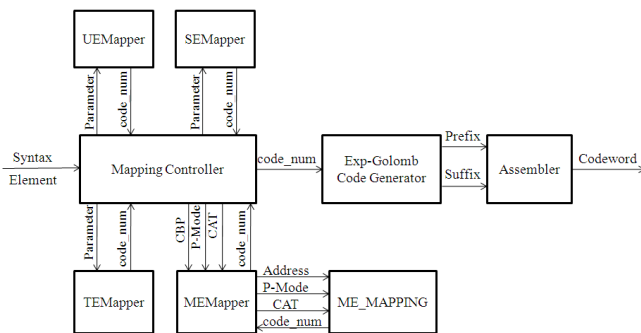 UEMapper
SEMapper
Parameter
code_num
Parameter
code_num
Syntax
Element
Mapping Controller
code_num
Exp-Golomb
Code Generator
Prefix
Suffix
Assembler
Codeword
Parameter
code_num
CBP
P-Mode
CAT
code_num
TEMapper
MEMapper
Address
P-Mode
CAT
code_num
ME_MAPPING